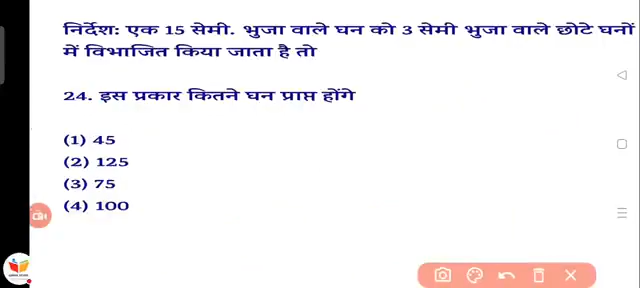 निर्देश: एक 15 सेमी. भुजा वाले घन को 3 सेमी भुजा वाले छोटे घनों
में विभाजित किया जाता है तो
24. इस प्रकार कितने घन प्राप्त होंगे
(1) 45
(2) 125
(3) 75
(4) 100